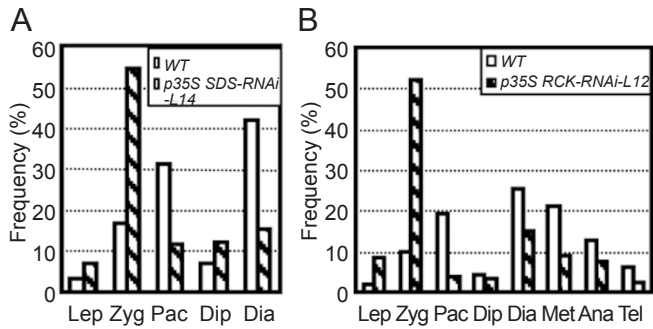 A
Frequency (%)
60
50
40
30
20
10
0
WT
p35S SDS-RNAi
-L14
Lep Zyg Pac Dip Dia
B
Frequency (%)
60
50
40
30
20
10
0
WT
p35S RCK-RNAi-L12
Lep Zyg Pac Dip Dia Met Ana Tel